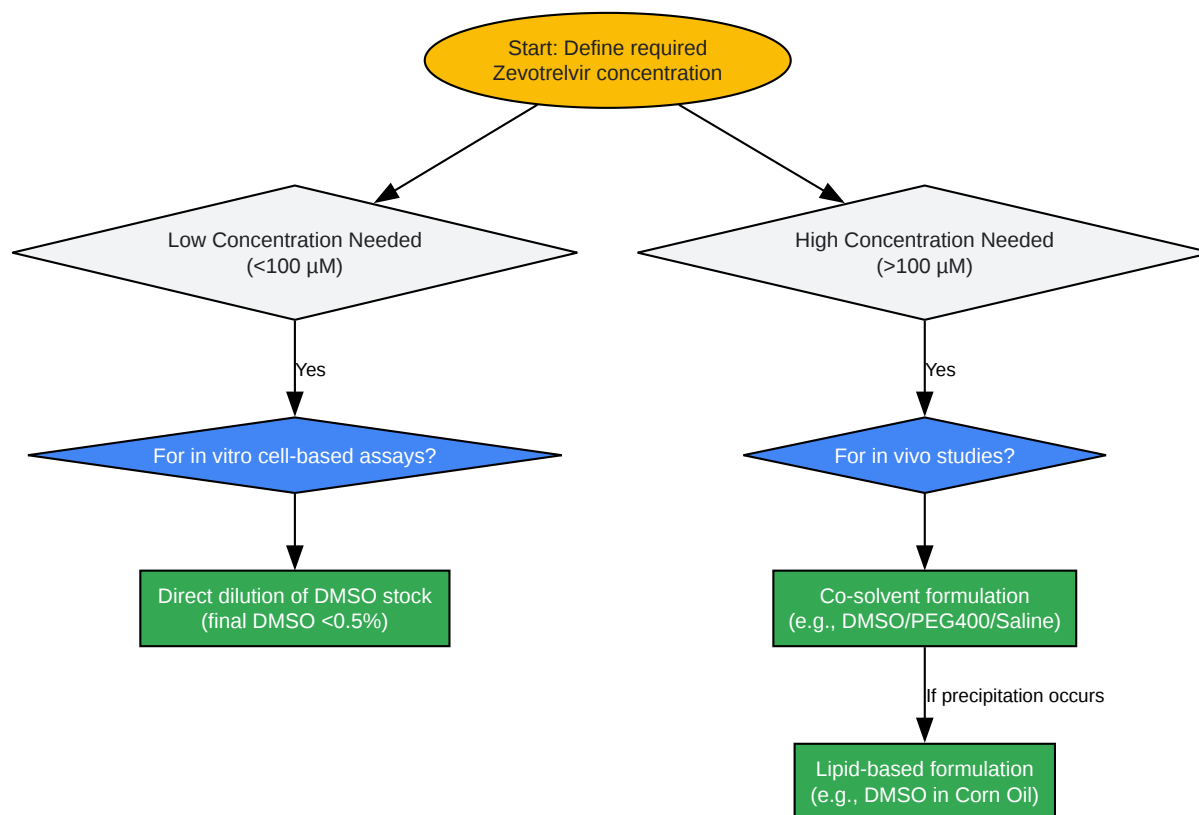 Start: Define required
Zevotrelvir concentration
Low Concentration Needed
(<100 µM)
High Concentration Needed
(>100 µM)
Yes
Yes
For in vitro cell-based assays?
For in vivo studies?
Direct dilution of DMSO stock
(final DMSO <0.5%)
Co-solvent formulation
(e.g., DMSO/PEG400/Saline)
If precipitation occurs
Lipid-based formulation
(e.g., DMSO in Corn Oil)